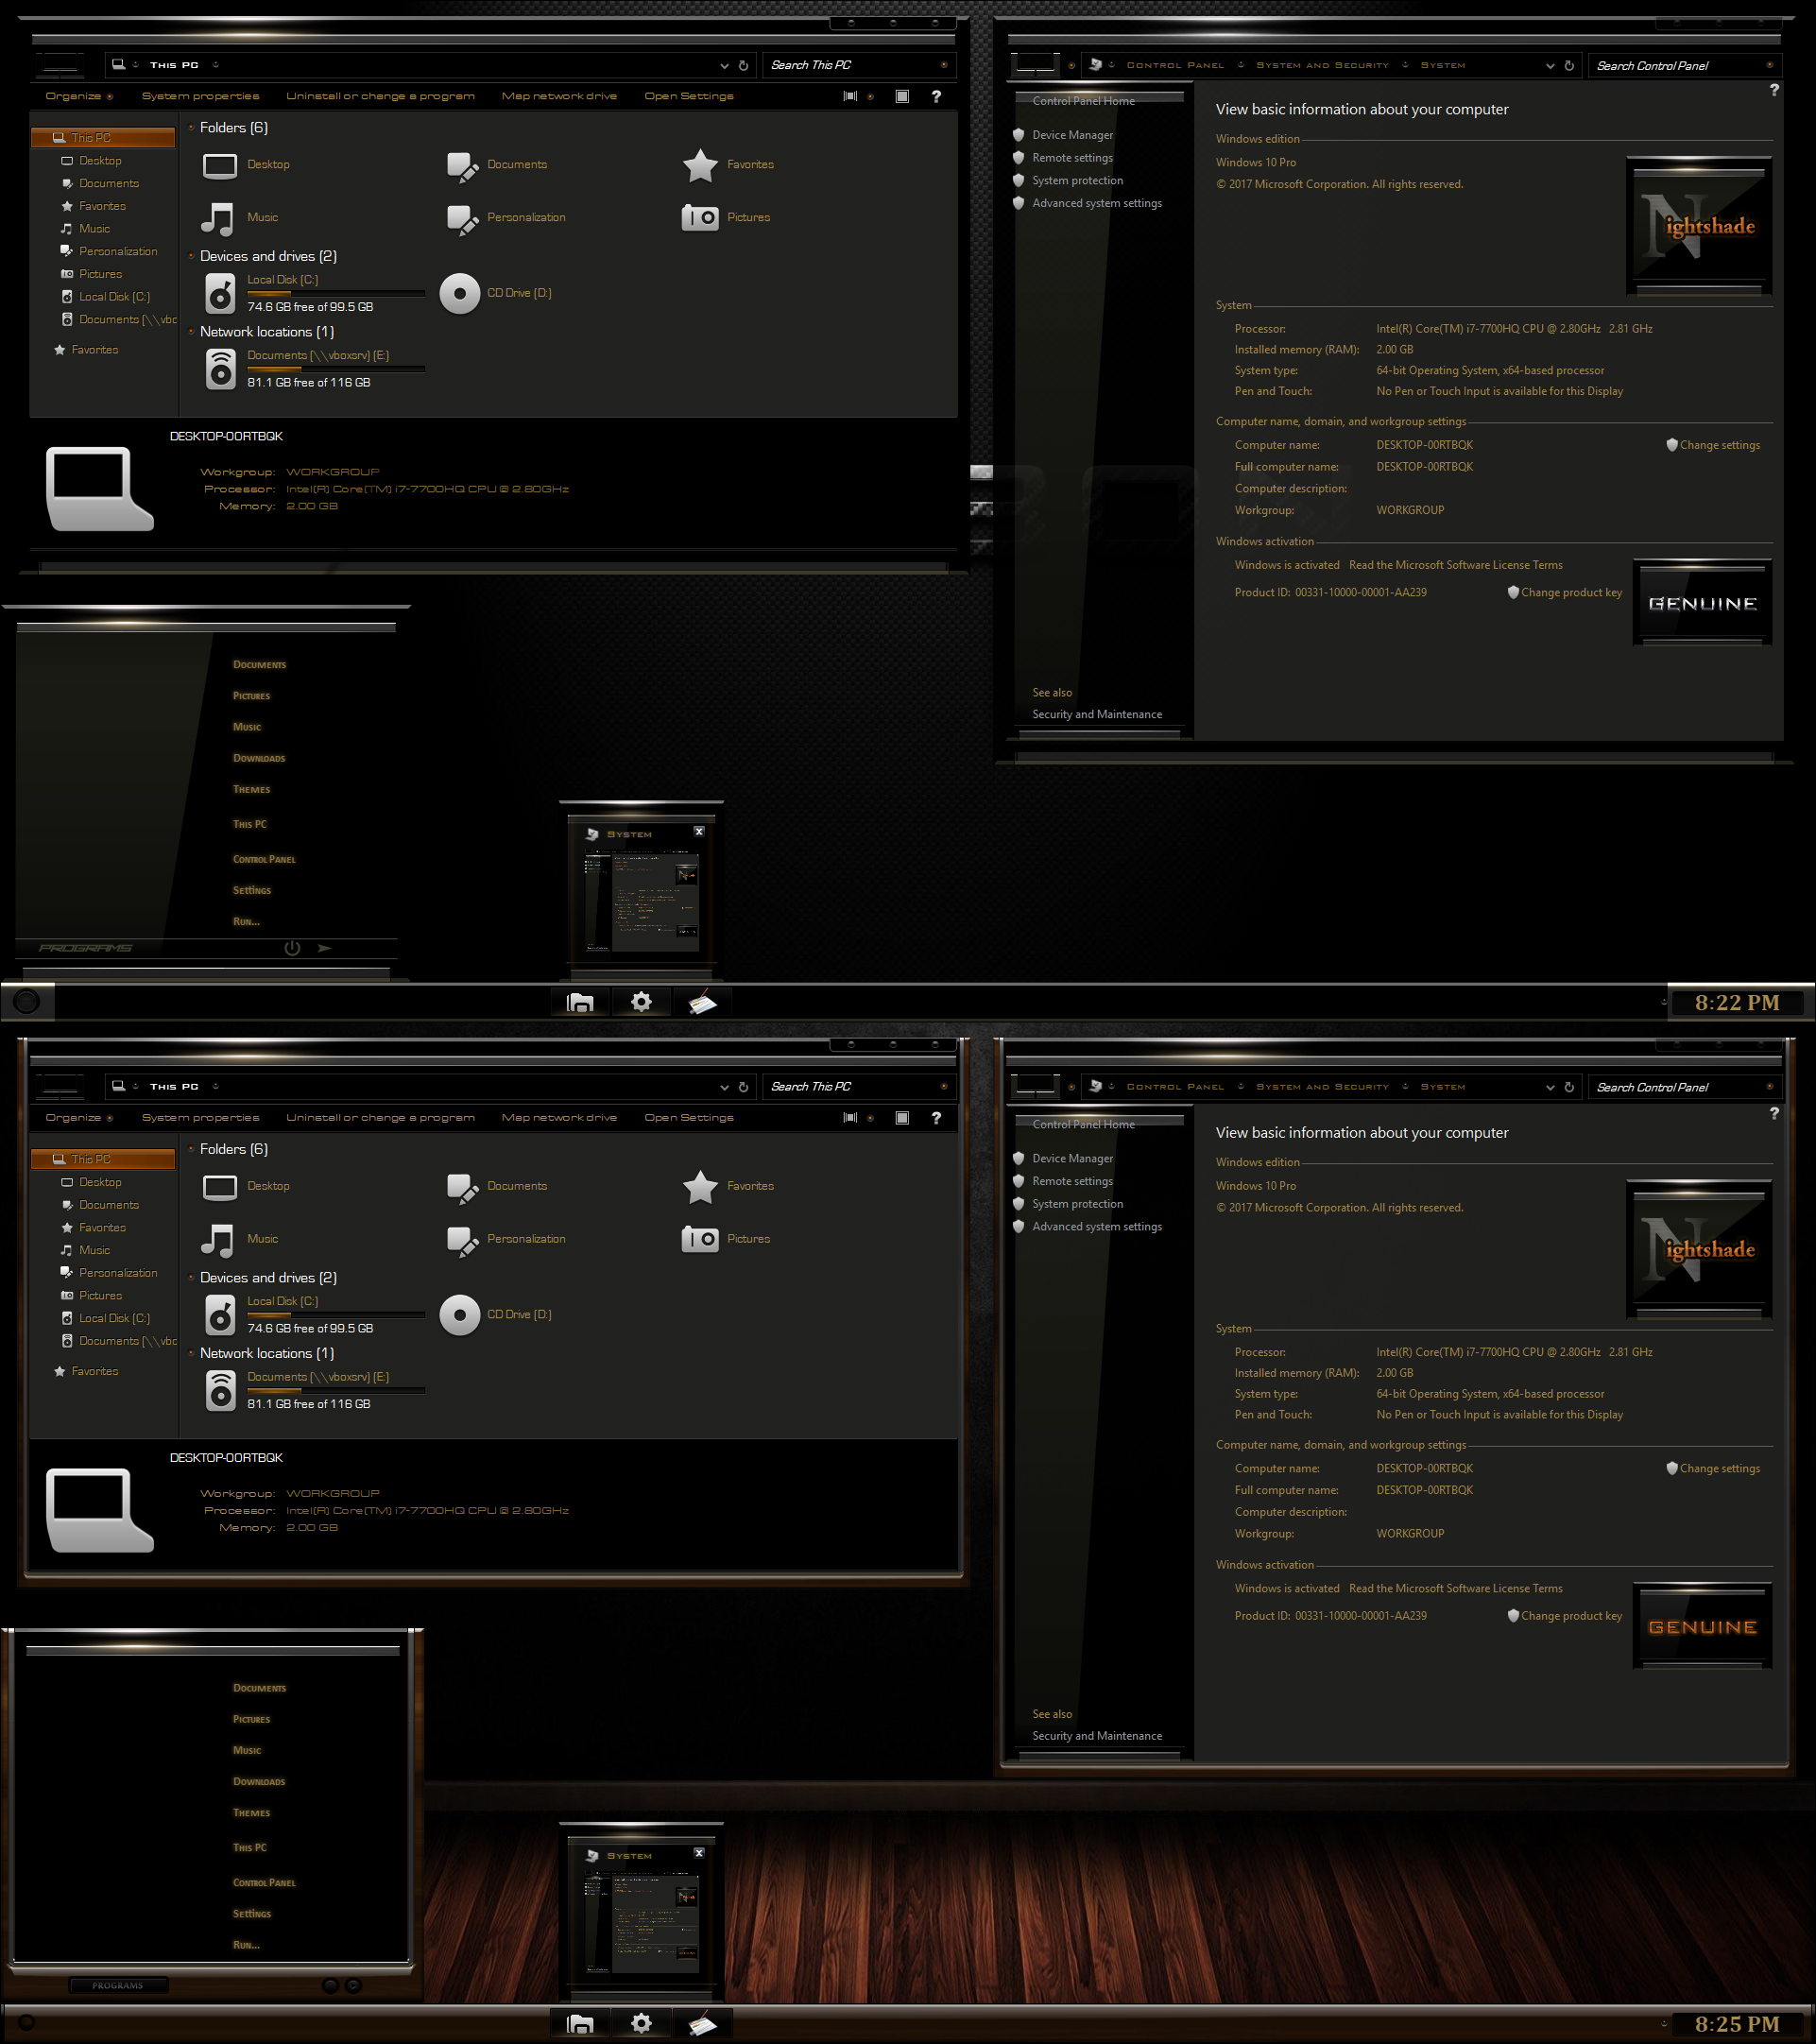 This PC
Search This PC
Organize
System properties
Uninstall or change a program
Map network drive
Open Settings
?
This PC
Desktop
Documents
Favorites
Music
Personalization
Pictures
Local Disk (C:)
Documents (\\vbo
Favorites
Folders (6)
Desktop
Documents
Favorites
Music
Personalization
Pictures
Devices and drives (2)
Local Disk (C:)
74.6 GB free of 99.5 GB
CD Drive (D:)
Network locations (1)
Documents (\\vboxsrv) (E:)
81.1 GB free of 116 GB
DESKTOP-00RTBQK
Workgroup: WORKGROUP
Processor: Intel(R) Core(TM) i7-7700HQ CPU @ 2.80GHz
Memory: 2.00 GB
Control Panel System and Security System
Search Control Panel
?
Control Panel Home
Device Manager
Remote settings
System protection
Advanced system settings
See also
Security and Maintenance
View basic information about your computer
Windows edition
Windows 10 Pro
© 2017 Microsoft Corporation. All rights reserved.
Nightshade
System
Processor: Intel(R) Core(TM) i7-7700HQ CPU @ 2.80GHz 2.81 GHz
Installed memory (RAM): 2.00 GB
System type: 64-bit Operating System, x64-based processor
Pen and Touch: No Pen or Touch Input is available for this Display
Computer name, domain, and workgroup settings
Computer name: DESKTOP-00RTBQK
Change settings
Full computer name: DESKTOP-00RTBQK
Computer description:
Workgroup: WORKGROUP
Windows activation
Windows is activated Read the Microsoft Software License Terms
Product ID: 00331-10000-00001-AA239
Change product key
GENUINE
Documents
Pictures
Music
Downloads
Themes
This PC
Control Panel
Settings
Run...
PROGRAMS
System
8:22 PM
This PC
Search This PC
Organize
System properties
Uninstall or change a program
Map network drive
Open Settings
?
This PC
Desktop
Documents
Favorites
Music
Personalization
Pictures
Local Disk (C:)
Documents (\\vbo
Favorites
Folders (6)
Desktop
Documents
Favorites
Music
Personalization
Pictures
Devices and drives (2)
Local Disk (C:)
74.6 GB free of 99.5 GB
CD Drive (D:)
Network locations (1)
Documents (\\vboxsrv) (E:)
81.1 GB free of 116 GB
DESKTOP-00RTBQK
Workgroup: WORKGROUP
Processor: Intel(R) Core(TM) i7-7700HQ CPU @ 2.80GHz
Memory: 2.00 GB
Control Panel System and Security System
Search Control Panel
?
Control Panel Home
Device Manager
Remote settings
System protection
Advanced system settings
See also
Security and Maintenance
View basic information about your computer
Windows edition
Windows 10 Pro
© 2017 Microsoft Corporation. All rights reserved.
Nightshade
System
Processor: Intel(R) Core(TM) i7-7700HQ CPU @ 2.80GHz 2.81 GHz
Installed memory (RAM): 2.00 GB
System type: 64-bit Operating System, x64-based processor
Pen and Touch: No Pen or Touch Input is available for this Display
Computer name, domain, and workgroup settings
Computer name: DESKTOP-00RTBQK
Change settings
Full computer name: DESKTOP-00RTBQK
Computer description:
Workgroup: WORKGROUP
Windows activation
Windows is activated Read the Microsoft Software License Terms
Product ID: 00331-10000-00001-AA239
Change product key
GENUINE
Documents
Pictures
Music
Downloads
Themes
This PC
Control Panel
Settings
Run...
PROGRAMS
System
8:25 PM